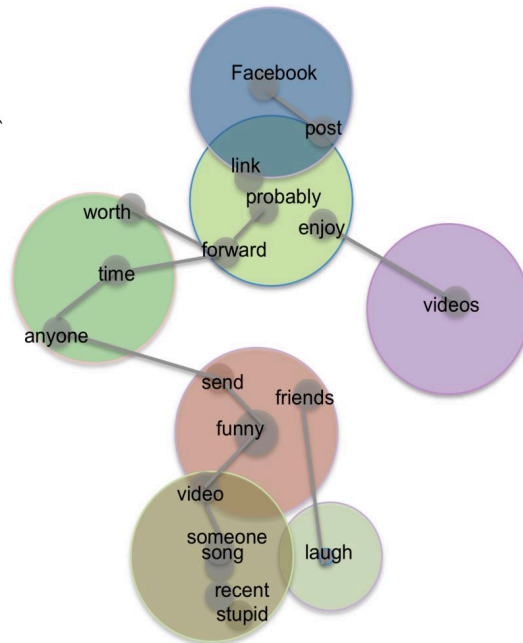 Facebook
post
link
probably
worth
enjoy
forward
time
videos
anyone
send
friends
funny
video
someone
song
laugh
recent
stupid